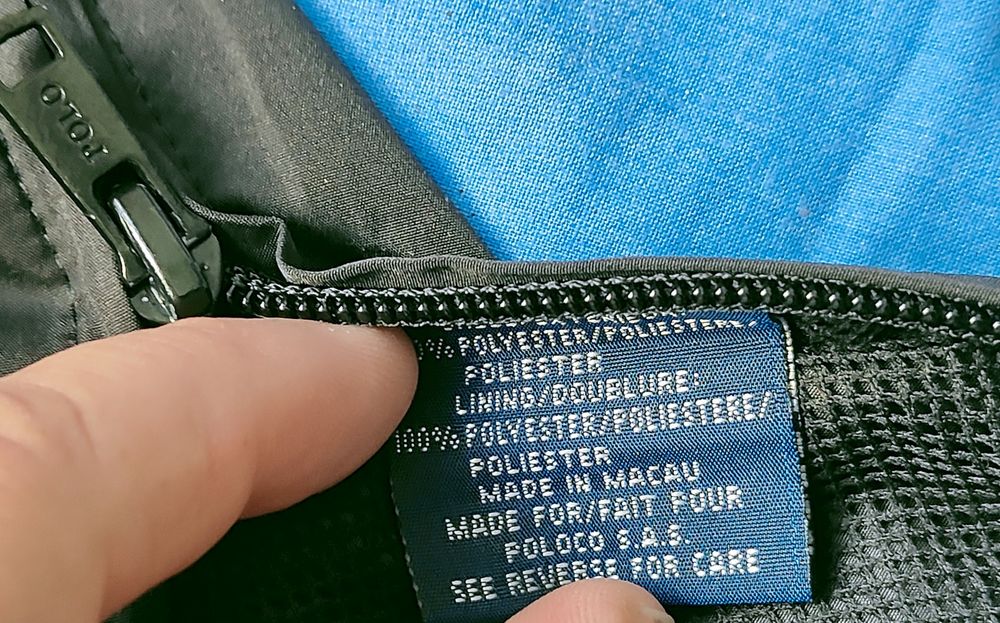 POLO
% POLYESTER/POLIESTERE/
POLIESTER
LINING/DOUBLURE:
100% POLYESTER/POLIESTERE/
POLIESTER
MADE IN MACAU
MADE FOR/FAIT POUR
POLOCO S.A.S.
SEE REVERSE FOR CARE